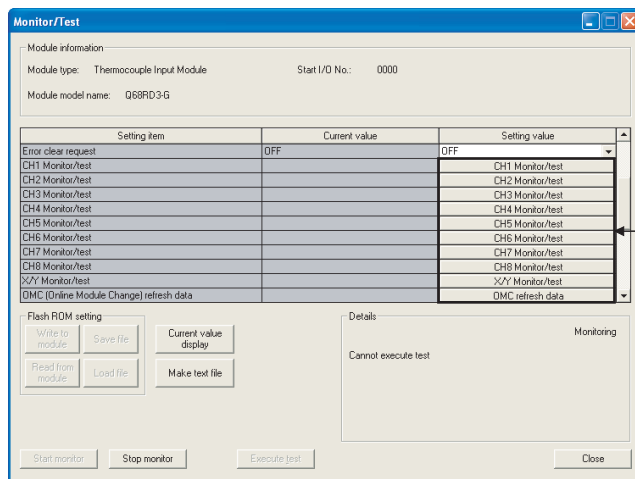 Monitor/Test
Module information
Module type: Thermocouple Input Module Start I/O No.: 0000
Module model name: Q68RD3-G
Setting item Current value Setting value
Error clear request OFF OFF
CH1 Monitor/test CH1 Monitor/test
CH2 Monitor/test CH2 Monitor/test
CH3 Monitor/test CH3 Monitor/test
CH4 Monitor/test CH4 Monitor/test
CH5 Monitor/test CH5 Monitor/test
CH6 Monitor/test CH6 Monitor/test
CH7 Monitor/test CH7 Monitor/test
CH8 Monitor/test CH8 Monitor/test
X/Y Monitor/test X/Y Monitor/test
OMC (Online Module Change) refresh data OMC refresh data
Flash ROM setting
Write to module
Save file
Read from module
Load file
Current value display
Make text file
Details
Monitoring
Cannot execute test
Start monitor Stop monitor Execute test Close